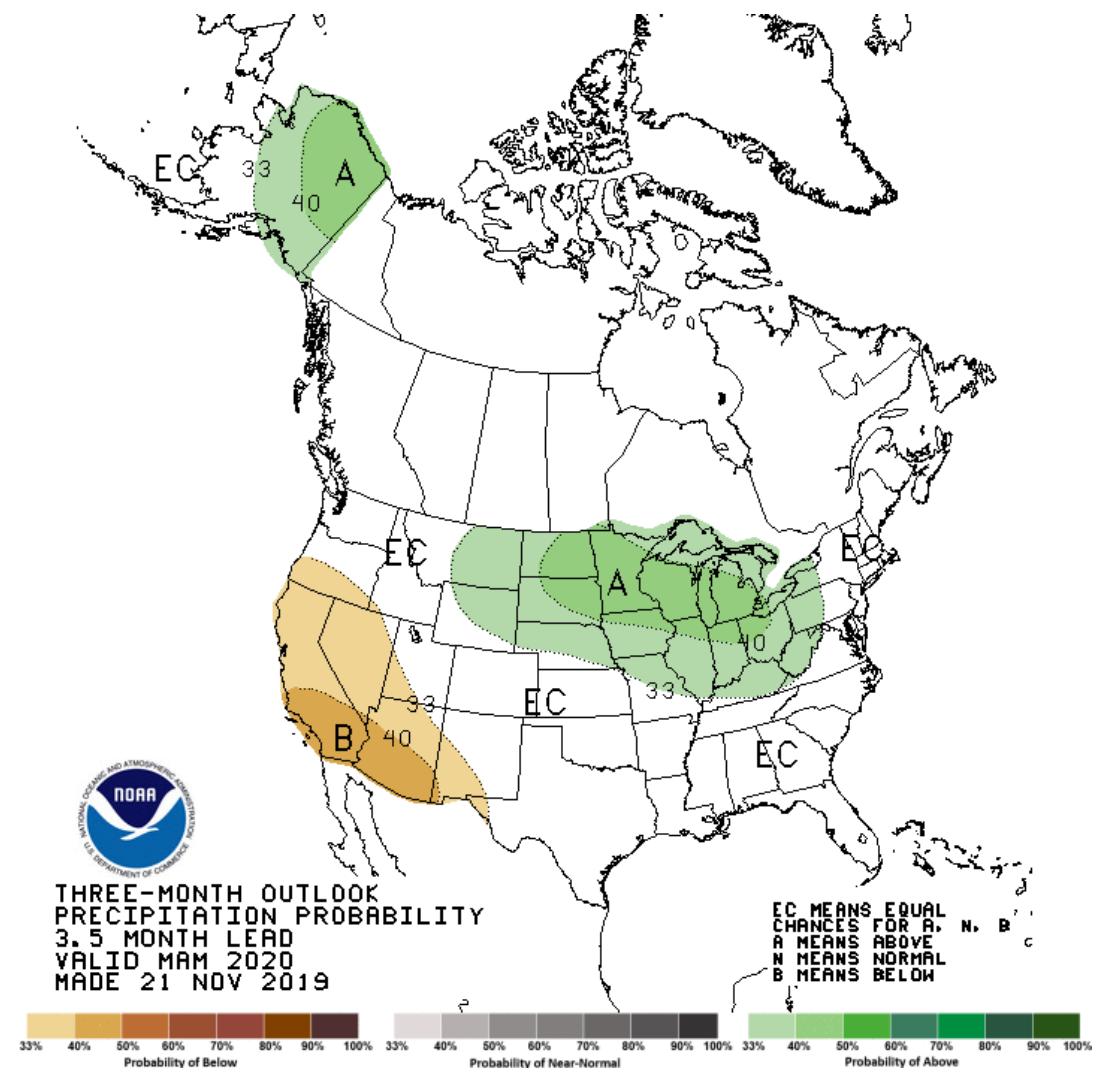 EC
33
A
40
EC
EC
A
40
33
33
EC
B
40
EC
NATIONAL OCEANIC AND ATMOSPHERIC ADMINISTRATION
NOAA
U.S. DEPARTMENT OF COMMERCE
THREE-MONTH OUTLOOK
PRECIPITATION PROBABILITY
3.5 MONTH LEAD
VALID MAM 2020
MADE 21 NOV 2019
EC MEANS EQUAL
CHANCES FOR A, N, B
A MEANS ABOVE
N MEANS NORMAL
B MEANS BELOW
33% 40% 50% 60% 70% 80% 90% 100%
Probability of Below
33% 40% 50% 60% 70% 80% 90% 100%
Probability of Near-Normal
33% 40% 50% 60% 70% 80% 90% 100%
Probability of Above